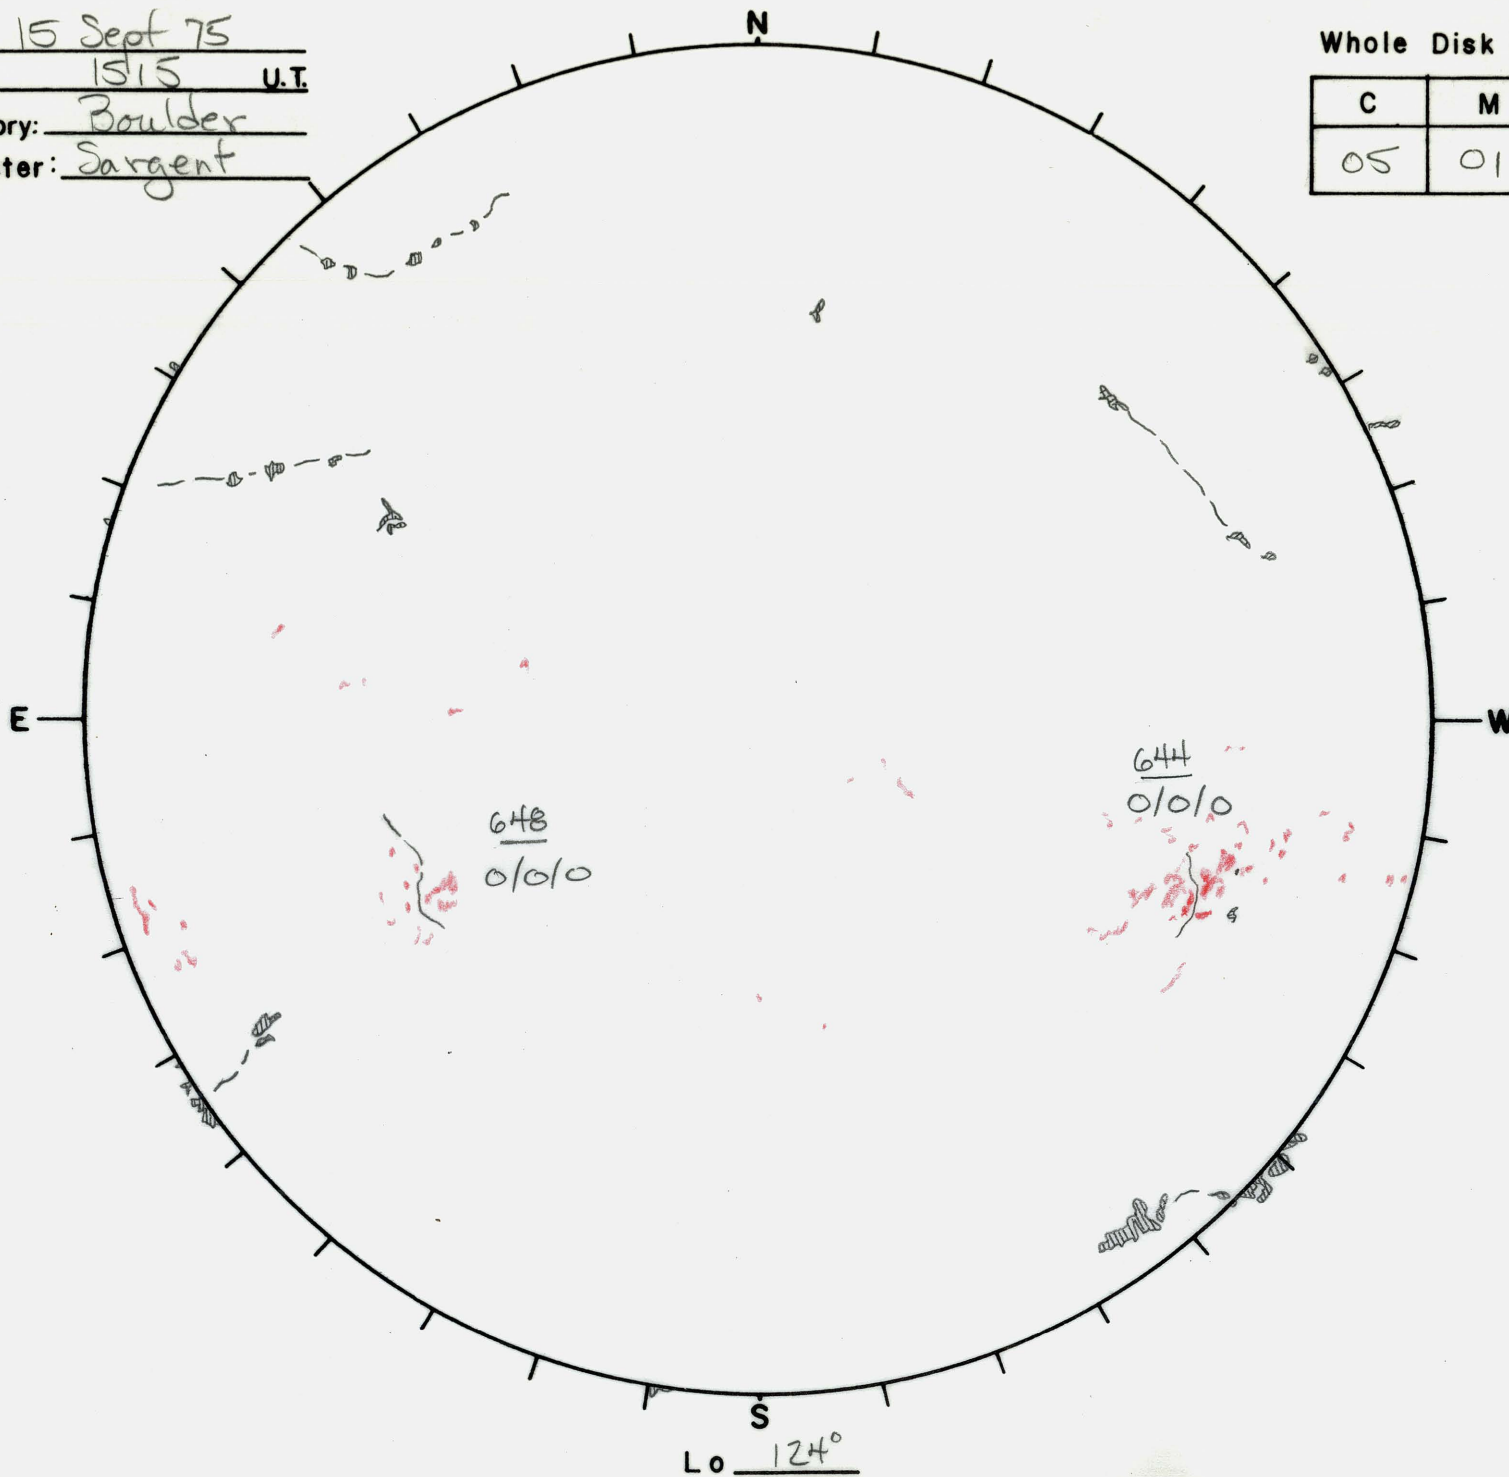 15 Sept 75
1515 U.T.
ory: Boulder
ter: Sargent
N
Whole Disk
C M
05 01
E
W
644
0/0/0
648
0/0/0
S
Lo 124°